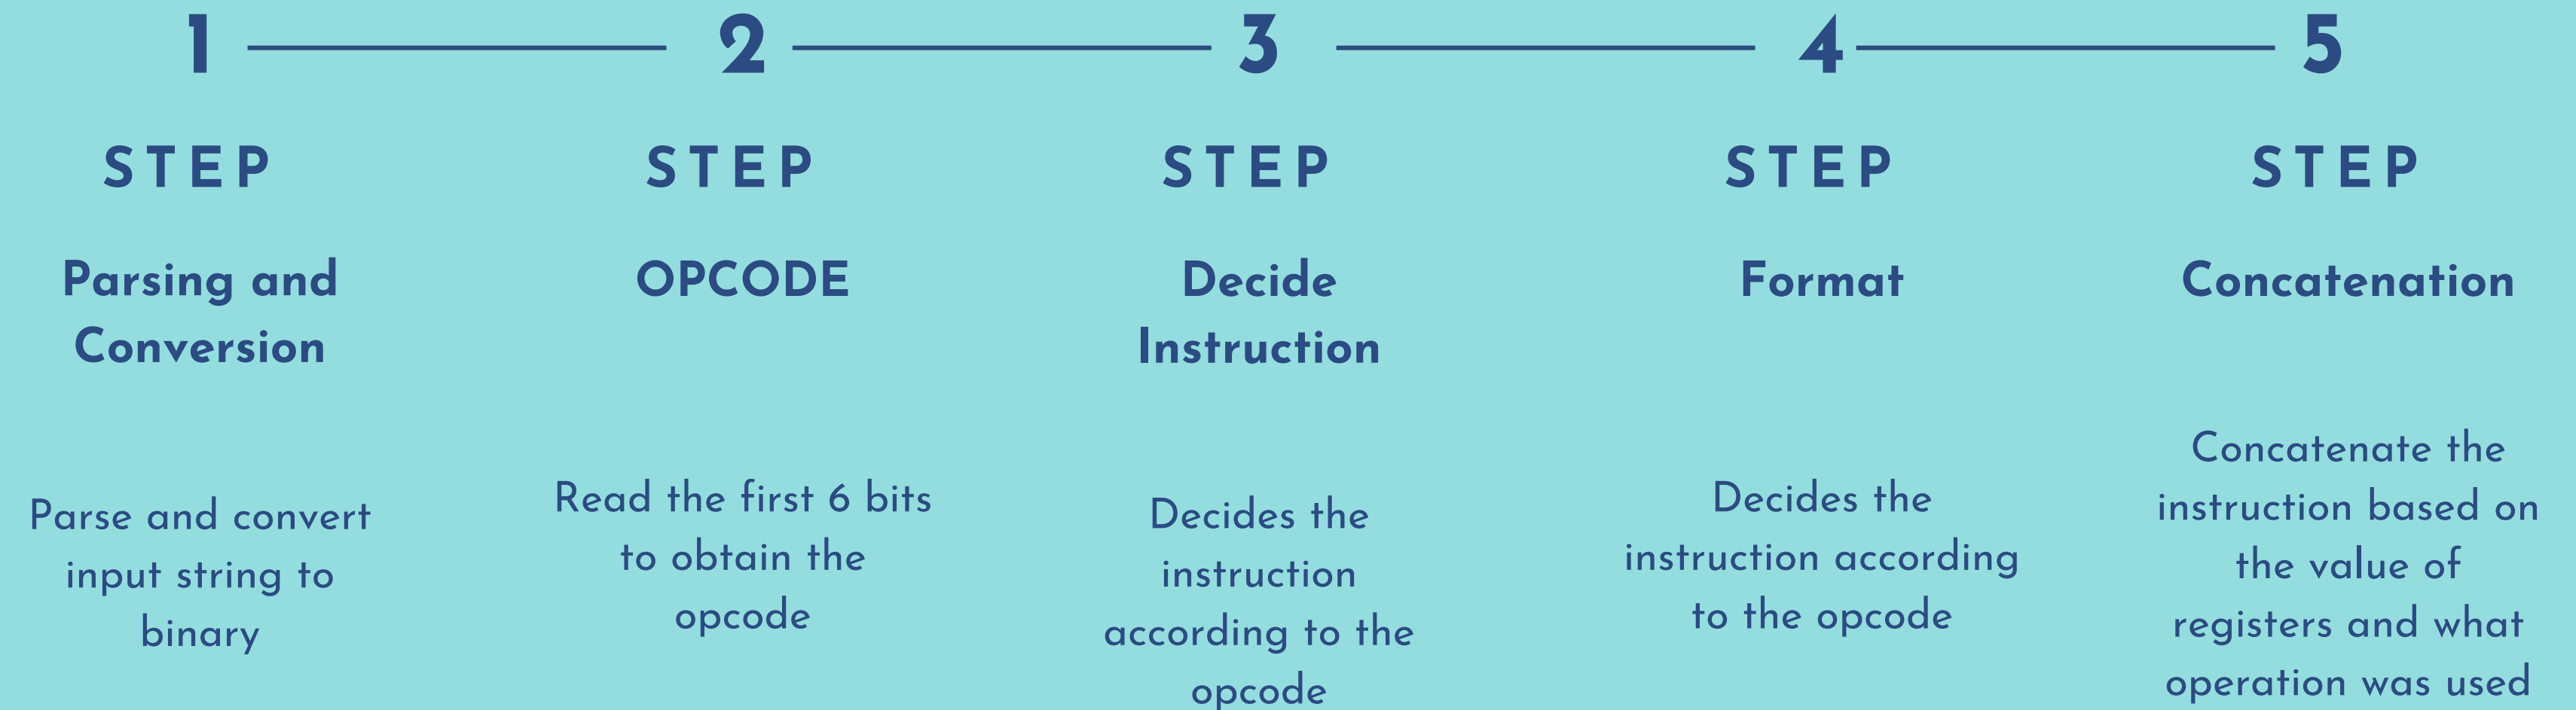 1
2
3
4
5
STEP
STEP
STEP
STEP
STEP
Parsing and
Conversion
OPCODE
Decide
Instruction
Format
Concatenation
Parse and convert
input string to
binary
Read the first 6 bits
to obtain the
opcode
Decides the
instruction
according to the
opcode
Decides the
instruction according
to the opcode
Concatenate the
instruction based on
the value of
registers and what
operation was used